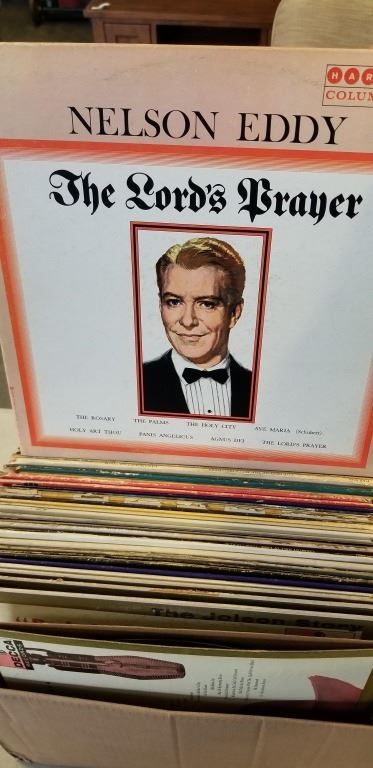 HAR
COLUM
NELSON EDDY
The Lord's Prayer
THE ROSARY THE PALMS THE HOLY CITY AVE MARIA (Schubert)
HOLY ART THOU PANIS ANGELICUS AGNUS DEI THE LORD'S PRAYER
The Jolson Story
DECCA